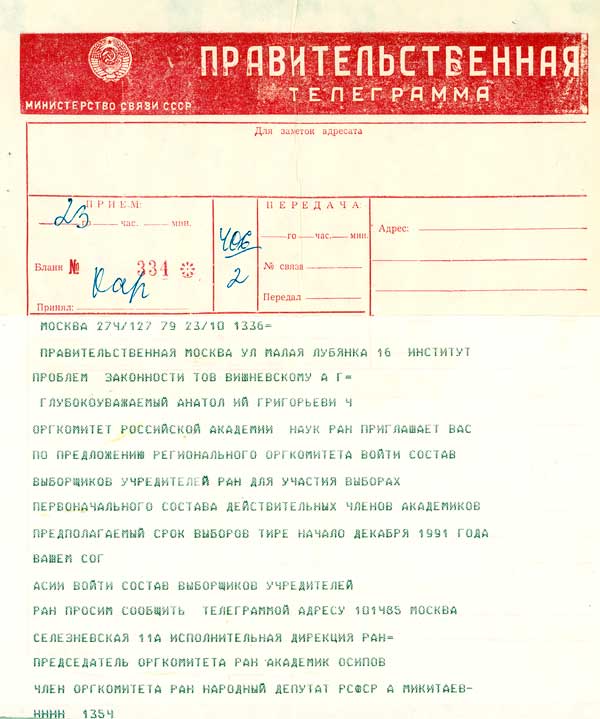 ПРАВИТЕЛЬСТВЕННАЯ
ТЕЛЕГРАММА
МИНИСТЕРСТВО СВЯЗИ СССР
Для заметок адресата
ПРИЕМ:
23
го час. мин.
Бланк № 334
Принял:
406
2
ПЕРЕДАЧА:
го час. мин.
№ связи
Передал
Адрес:
МОСКВА 274/127 79 23/10 1336=
ПРАВИТЕЛЬСТВЕННАЯ МОСКВА УЛ МАЛАЯ ЛУБЯНКА 16 ИНСТИТУТ
ПРОБЛЕМ ЗАКОННОСТИ ТОВ ВИШНЕВСКОМУ А Г=
ГЛУБОКОУВАЖАЕМЫЙ АНАТОЛ ИЙ ГРИГОРЬЕВИ Ч
ОРГКОМИТЕТ РОССИЙСКОЙ АКАДЕМИИ НАУК РАН ПРИГЛАШАЕТ ВАС
ПО ПРЕДЛОЖЕНИЮ РЕГИОНАЛЬНОГО ОРГКОМИТЕТА ВОЙТИ СОСТАВ
ВЫБОРЩИКОВ УЧРЕДИТЕЛЕЙ РАН ДЛЯ УЧАСТИЯ ВЫБОРАХ
ПЕРВОНАЧАЛЬНОГО СОСТАВА ДЕЙСТВИТЕЛЬНЫХ ЧЛЕНОВ АКАДЕМИКОВ
ПРЕДПОЛАГАЕМЫЙ СРОК ВЫБОРОВ ТИРЕ НАЧАЛО ДЕКАБРЯ 1991 ГОДА
ВАШЕМ СОГ
АСИИ ВОЙТИ СОСТАВ ВЫБОРЩИКОВ УЧРЕДИТЕЛЕЙ
РАН ПРОСИМ СООБЩИТЬ ТЕЛЕГРАММОЙ АДРЕСУ 101485 МОСКВА
СЕЛЕЗНЕВСКАЯ 11А ИСПОЛНИТЕЛЬНАЯ ДИРЕКЦИЯ РАН=
ПРЕДСЕДАТЕЛЬ ОРГКОМИТЕТА РАН АКАДЕМИК ОСИПОВ
ЧЛЕН ОРГКОМИТЕТА РАН НАРОДНЫЙ ДЕПУТАТ РСФСР А МИКИТАЕВ-
НННН 1354